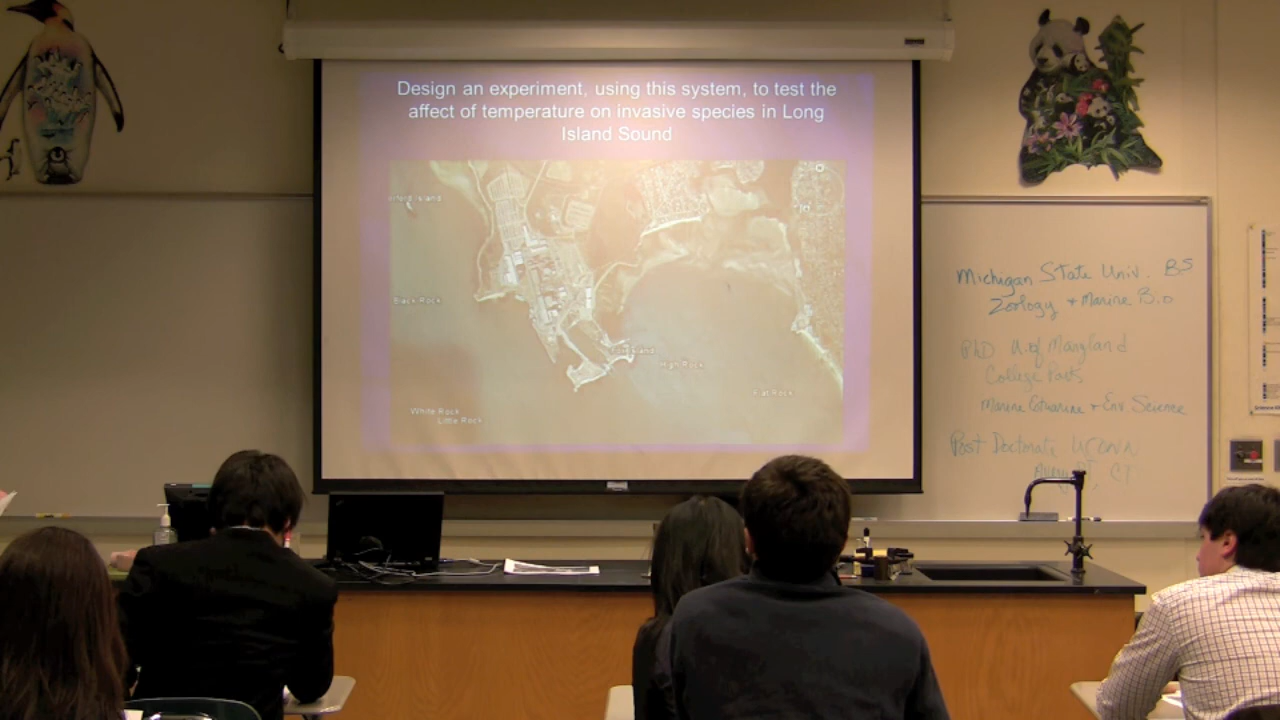 Design an experiment, using this system, to test the
affect of temperature on invasive species in Long
Island Sound
Black Rock
High Rock
Flat Rock
White Rock
Little Rock
Michigan State Univ. BS
Zoology + Marine Bio
PhD U. of Maryland
College Park,
Marine Estuarine + Env Science
Post Doctorate UConn
CT